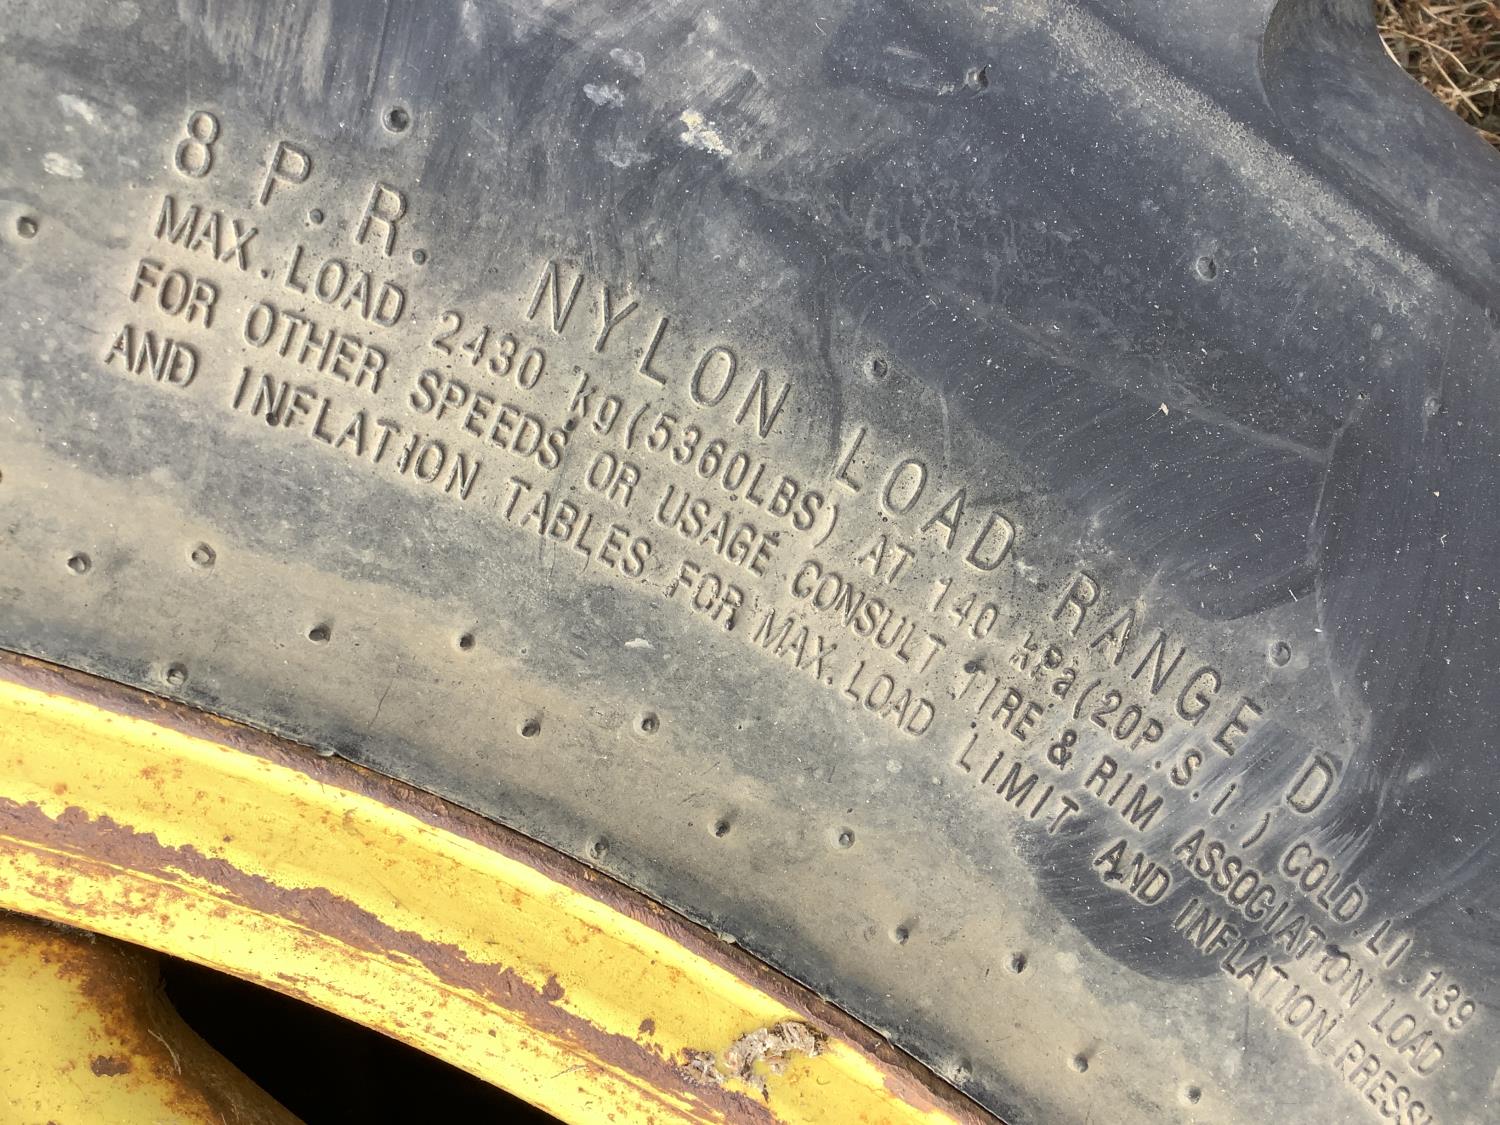 8 P.R. NYLON LOAD RANGE D
MAX. LOAD 2430 kg(5360LBS) AT 140 kPa(20P.S.I.) COLD.LI 139
FOR OTHER SPEEDS OR USAGE CONSULT TIRE & RIM ASSOCIATION LOAD
AND INFLATION TABLES FOR MAX.LOAD LIMIT AND INFLATION PRESS